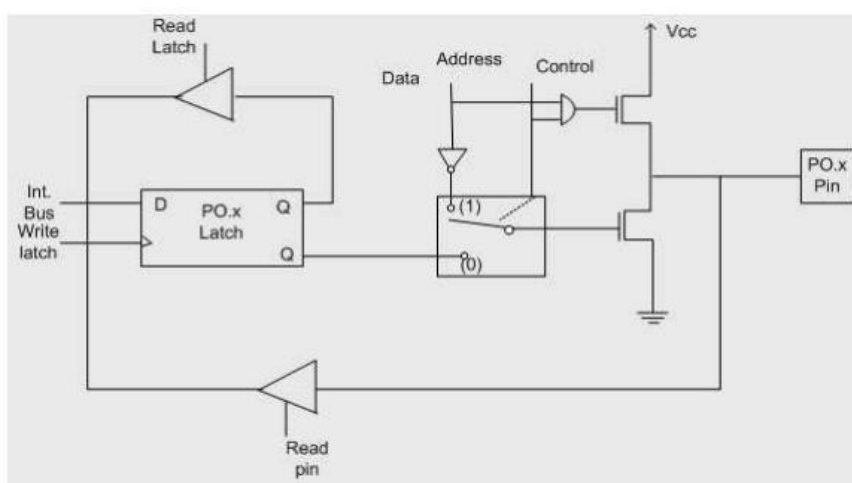 Read
Latch
Vcc
Address
Control
Data
Int.
Bus
Write
latch
D
PO.x
Latch
Q
Q
(1)
(0)
PO.x
Pin
Read
pin